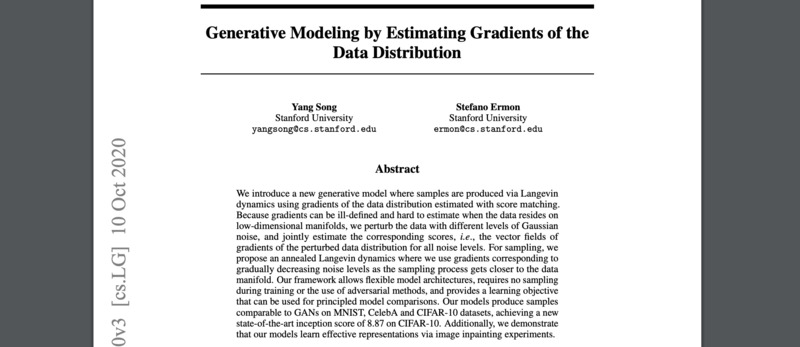 Generative Modeling by Estimating Gradients of the
Data Distribution
Yang Song
Stanford University
yangsong@cs.stanford.edu
Stefano Ermon
Stanford University
ermon@cs.stanford.edu
Abstract
We introduce a new generative model where samples are produced via Langevin
dynamics using gradients of the data distribution estimated with score matching.
Because gradients can be ill-defined and hard to estimate when the data resides on
low-dimensional manifolds, we perturb the data with different levels of Gaussian
noise, and jointly estimate the corresponding scores, i.e., the vector fields of
gradients of the perturbed data distribution for all noise levels. For sampling, we
propose an annealed Langevin dynamics where we use gradients corresponding to
gradually decreasing noise levels as the sampling process gets closer to the data
manifold. Our framework allows flexible model architectures, requires no sampling
during training or the use of adversarial methods, and provides a learning objective
that can be used for principled model comparisons. Our models produce samples
comparable to GANs on MNIST, CelebA and CIFAR-10 datasets, achieving a new
state-of-the-art inception score of 8.87 on CIFAR-10. Additionally, we demonstrate
that our models learn effective representations via image inpainting experiments.
0v3 [cs.LG] 10 Oct 2020